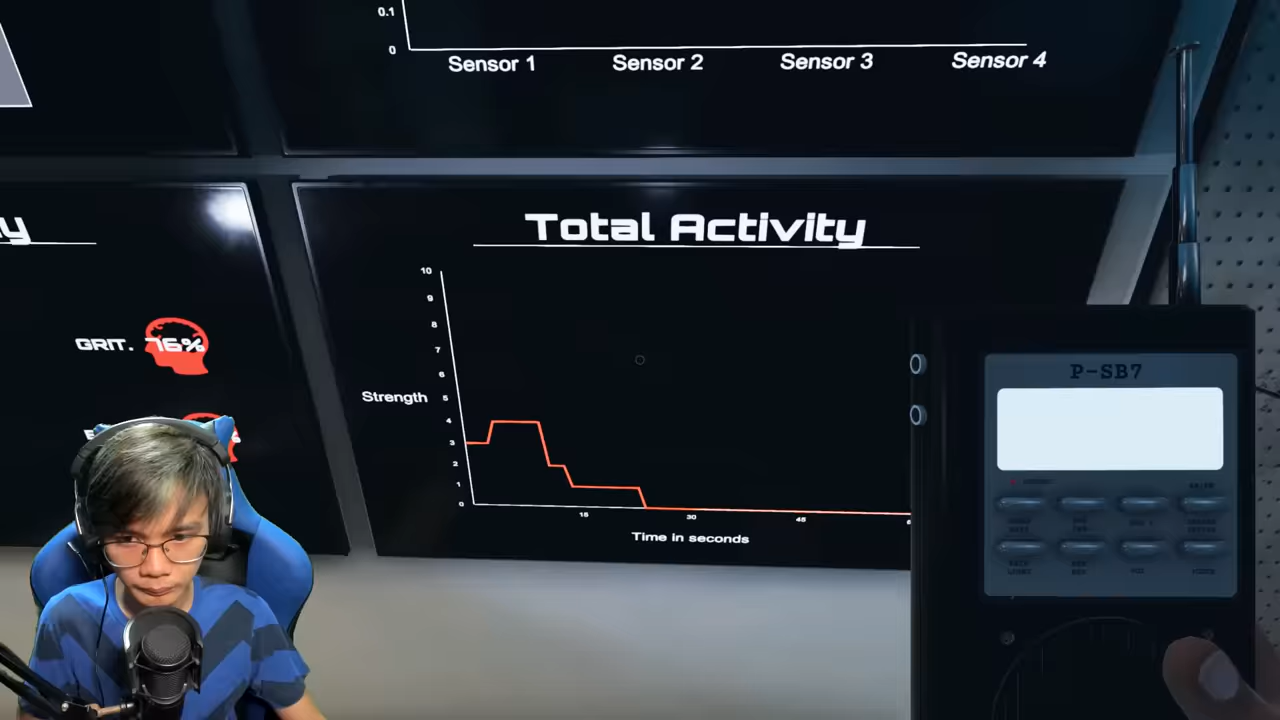 0.1
0
Sensor 1 Sensor 2 Sensor 3 Sensor 4
y
Total Activity
10
9
8
7
6
Strength 5
4
3
2
1
0
15 30 45
Time in seconds
GRIT. 76%
P-SB7